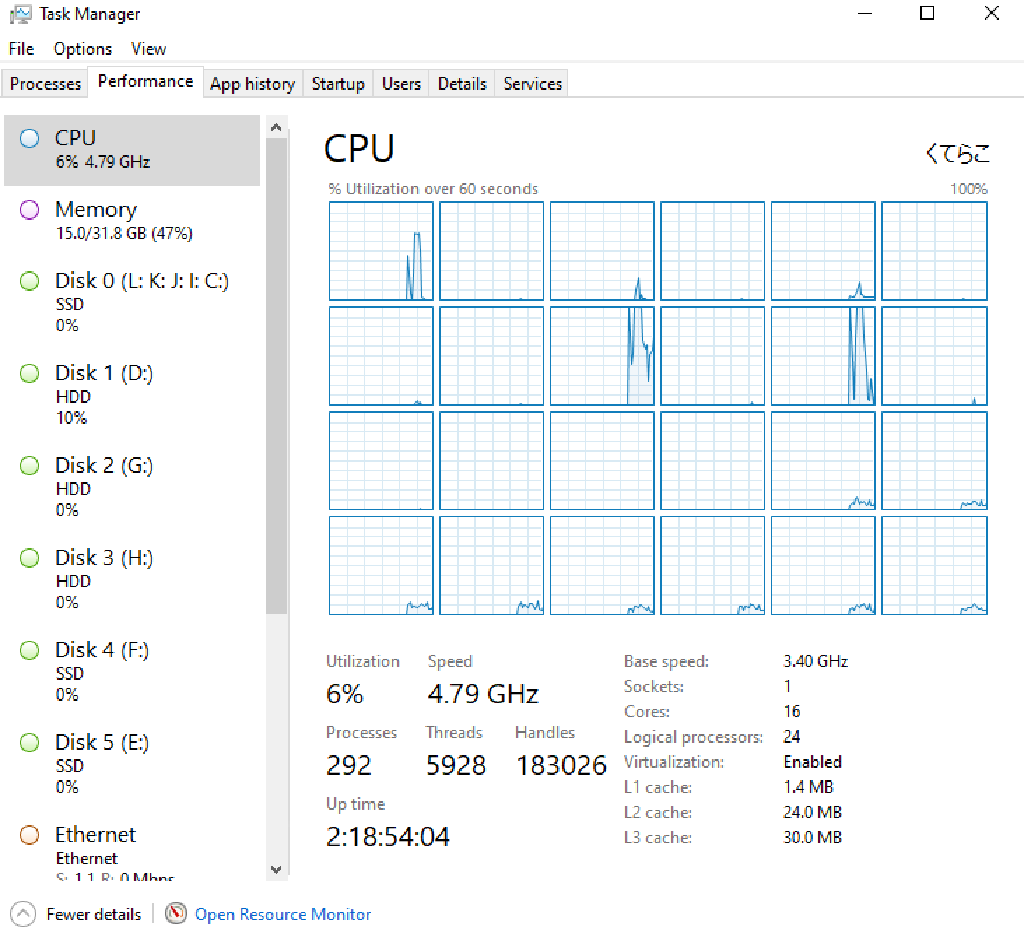 Task Manager
File Options View
Processes Performance App history Startup Users Details Services
CPU
6% 4.79 GHz
Memory
15.0/31.8 GB (47%)
Disk 0 (L: K: J: I: C:)
SSD
0%
Disk 1 (D:)
HDD
10%
Disk 2 (G:)
HDD
0%
Disk 3 (H:)
HDD
0%
Disk 4 (F:)
SSD
0%
Disk 5 (E:)
SSD
0%
Ethernet
Ethernet
S: 1.1 R: 0 Mbps
CPU くてらこ
% Utilization over 60 seconds 100%
Utilization Speed
6% 4.79 GHz
Processes Threads Handles
292 5928 183026
Up time
2:18:54:04
Base speed: 3.40 GHz
Sockets: 1
Cores: 16
Logical processors: 24
Virtualization: Enabled
L1 cache: 1.4 MB
L2 cache: 24.0 MB
L3 cache: 30.0 MB
Fewer details Open Resource Monitor